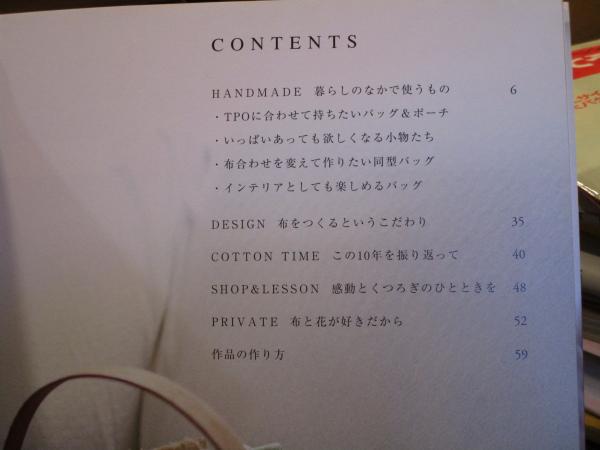 CONTENTS
HANDMADE 暮らしのなかで使うもの 6
・TPOに合わせて持ちたいバッグ＆ポーチ
・いっぱいあっても欲しくなる小物たち
・布合わせを変えて作りたい同型バッグ
・インテリアとしても楽しめるバッグ
DESIGN 布をつくるというこだわり 35
COTTON TIME この10年を振り返って 40
SHOP&LESSON 感動とくつろぎのひとときを 48
PRIVATE 布と花が好きだから 52
作品の作り方 59